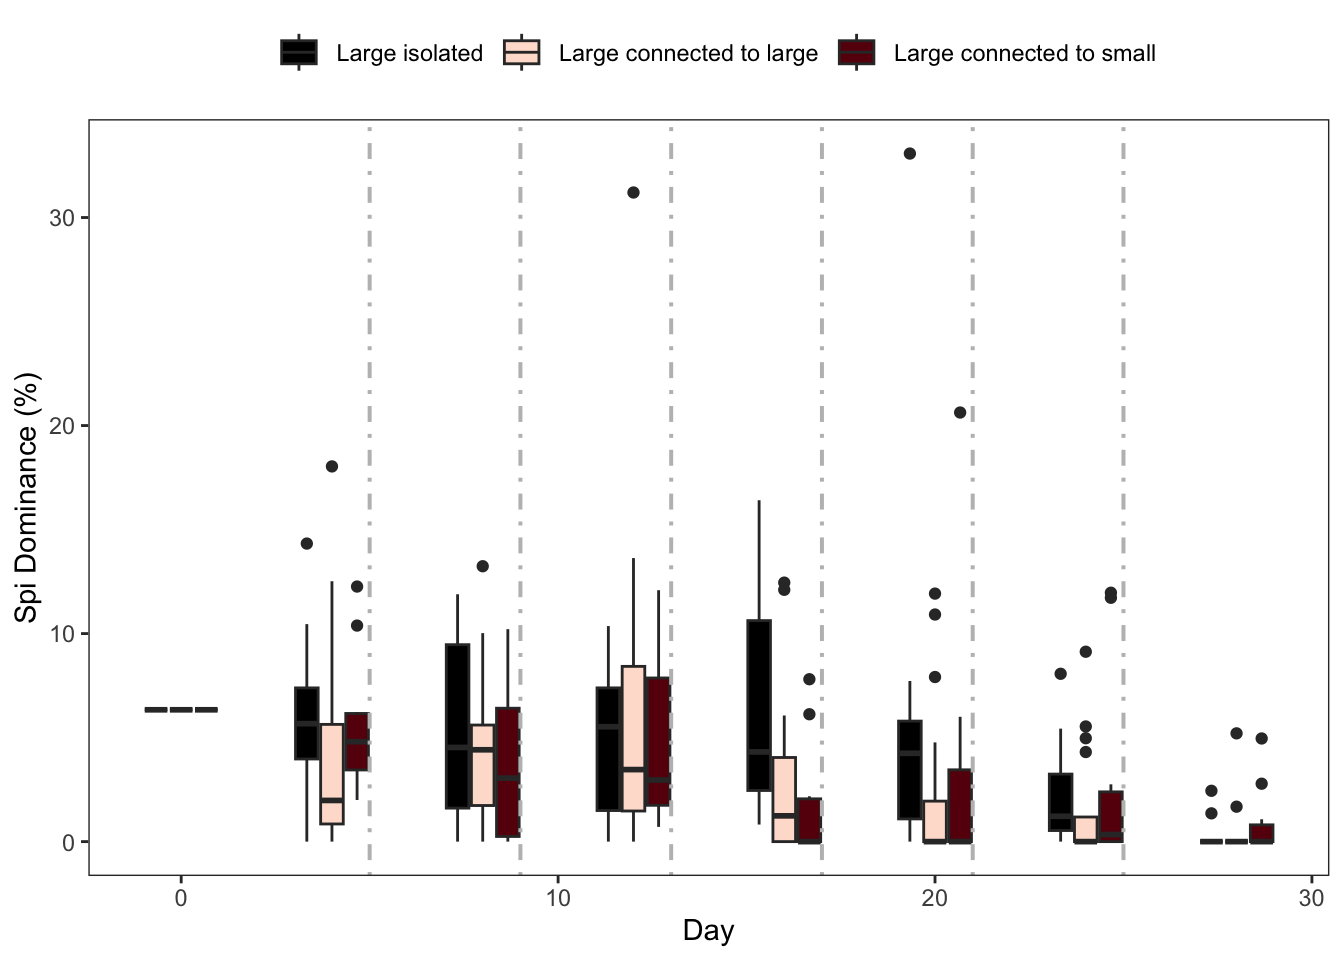 Large isolated Large connected to large Large connected to small
Spi Dominance (%)
30
20
10
0
0 10 20 30
Day